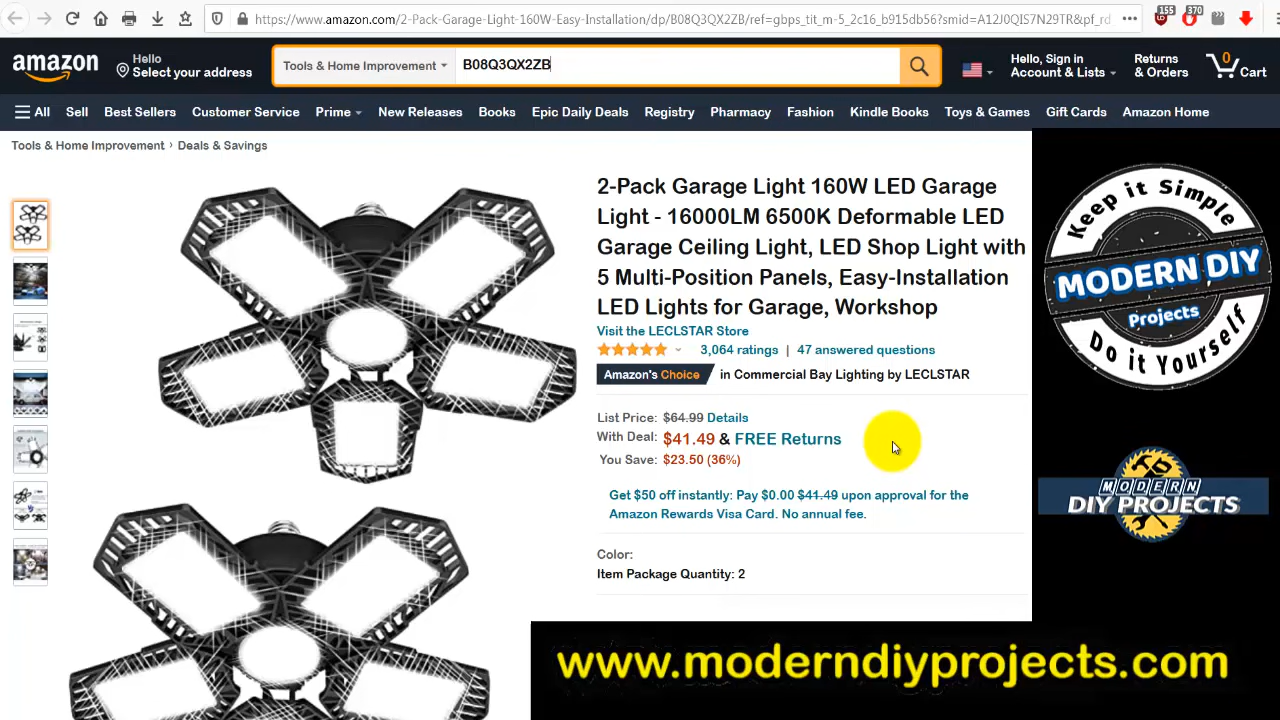 https://www.amazon.com/2-Pack-Garage-Light-160W-Easy-Installation/dp/B08Q3QX2ZB/ref=gbps_tit_m-5_2c16_b915db56?smid=A12J0QIS7N29TR&pf_rd
155
370
amazon
Hello
Select your address
Tools & Home Improvement
B08Q3QX2ZB
Hello, Sign in
Account & Lists
Returns
& Orders
0
Cart
All
Sell
Best Sellers
Customer Service
Prime
New Releases
Books
Epic Daily Deals
Registry
Pharmacy
Fashion
Kindle Books
Toys & Games
Gift Cards
Amazon Home
Tools & Home Improvement › Deals & Savings
2-Pack Garage Light 160W LED Garage
Light - 16000LM 6500K Deformable LED
Garage Ceiling Light, LED Shop Light with
5 Multi-Position Panels, Easy-Installation
LED Lights for Garage, Workshop
Visit the LECLSTAR Store
3,064 ratings | 47 answered questions
Amazon's Choice in Commercial Bay Lighting by LECLSTAR
List Price: $64.99 Details
With Deal: $41.49 & FREE Returns
You Save: $23.50 (36%)
Get $50 off instantly: Pay $0.00 $41.49 upon approval for the
Amazon Rewards Visa Card. No annual fee.
Color:
Item Package Quantity: 2
Keep it Simple
MODERN DIY
Projects
Do it Yourself
MODERN
DIY PROJECTS
www.moderndiyprojects.com